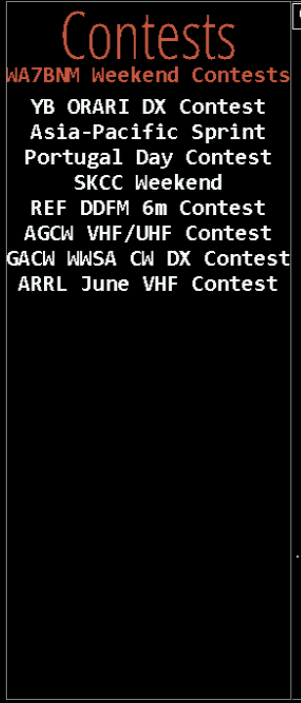 Contests
WA7BNM Weekend Contests
YB ORARI DX Contest
Asia-Pacific Sprint
Portugal Day Contest
SKCC Weekend
REF DDFM 6m Contest
AGCW VHF/UHF Contest
GACW WWSA CW DX Contest
ARRL June VHF Contest